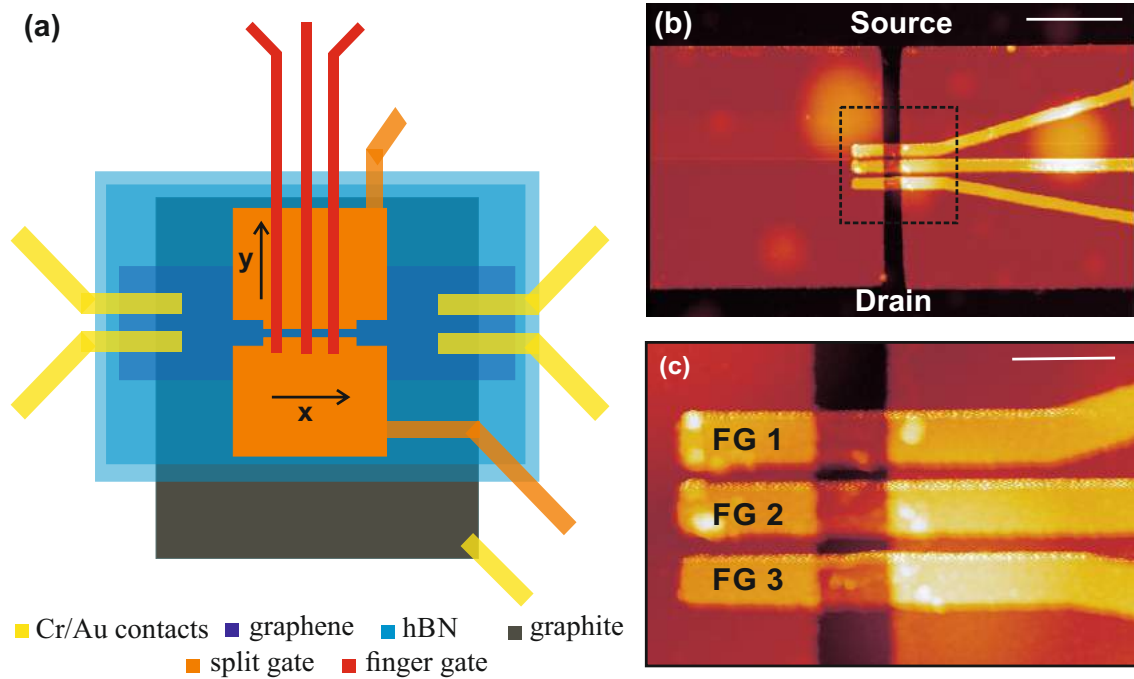 (a)
y
x
Cr/Au contacts
graphene
hBN
graphite
split gate
finger gate
(b)
Source
Drain
(c)
FG 1
FG 2
FG 3